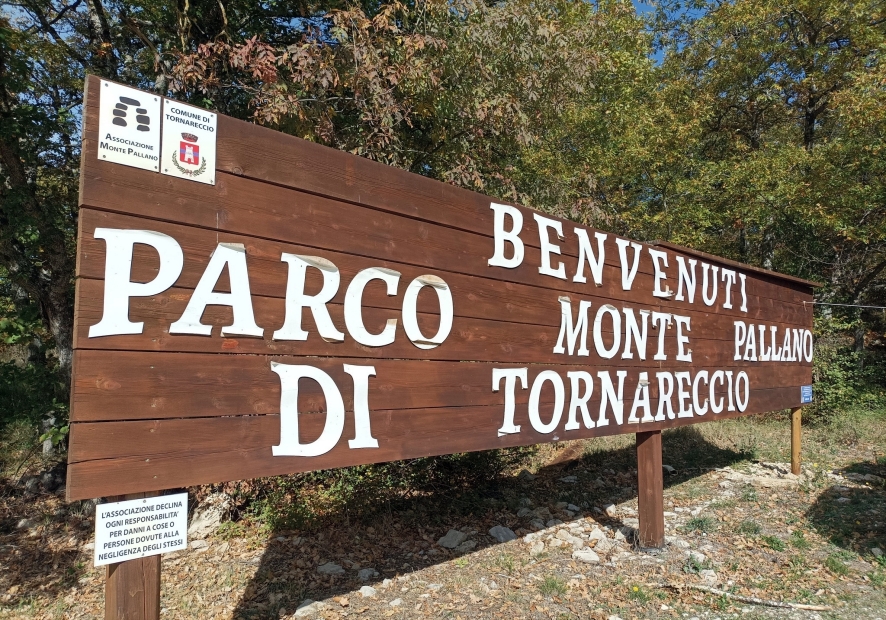 ASSOCIAZIONE
MONTE PALLANO
COMUNE DI
TORNARECCIO
BENVENUTI
PARCO MONTE PALLANO
DI TORNARECCIO
L'ASSOCIAZIONE DECLINA
OGNI RESPONSABILITA'
PER DANNI A COSE O
PERSONE DOVUTE ALLA
NEGLIGENZA DEGLI STESSI